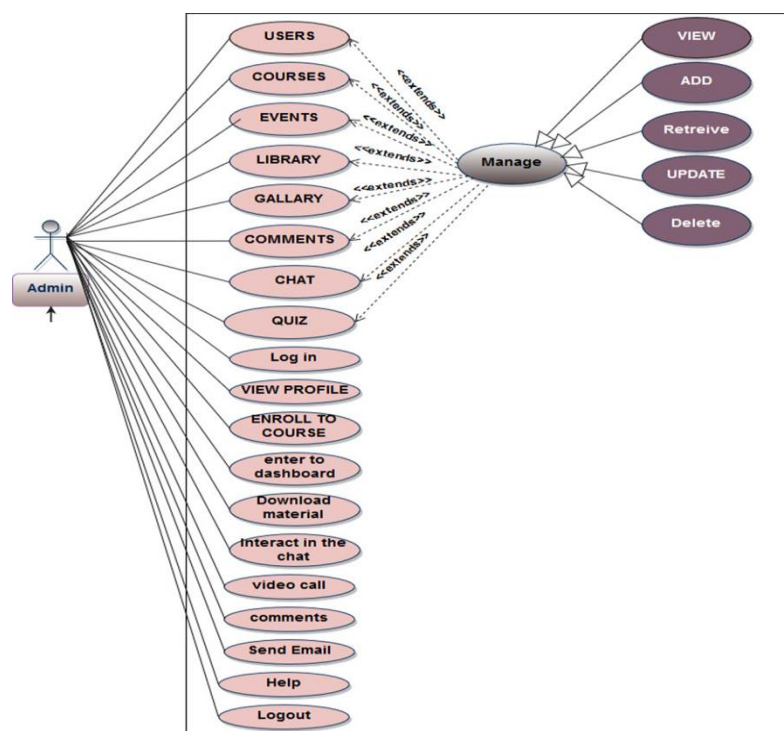 USERS
COURSES
EVENTS
LIBRARY
GALLARY
COMMENTS
CHAT
QUIZ
Log in
VIEW PROFILE
ENROLL TO
COURSE
enter to
dashboard
Download
material
Interact in the
chat
video call
comments
Send Email
Help
Logout
Admin
<<extends>>
<<extends>>
<<extends>>
<<extends>>
<<extends>>
<<extends>>
<<extends>>
<<extends>>
Manage
VIEW
ADD
Retreive
UPDATE
Delete